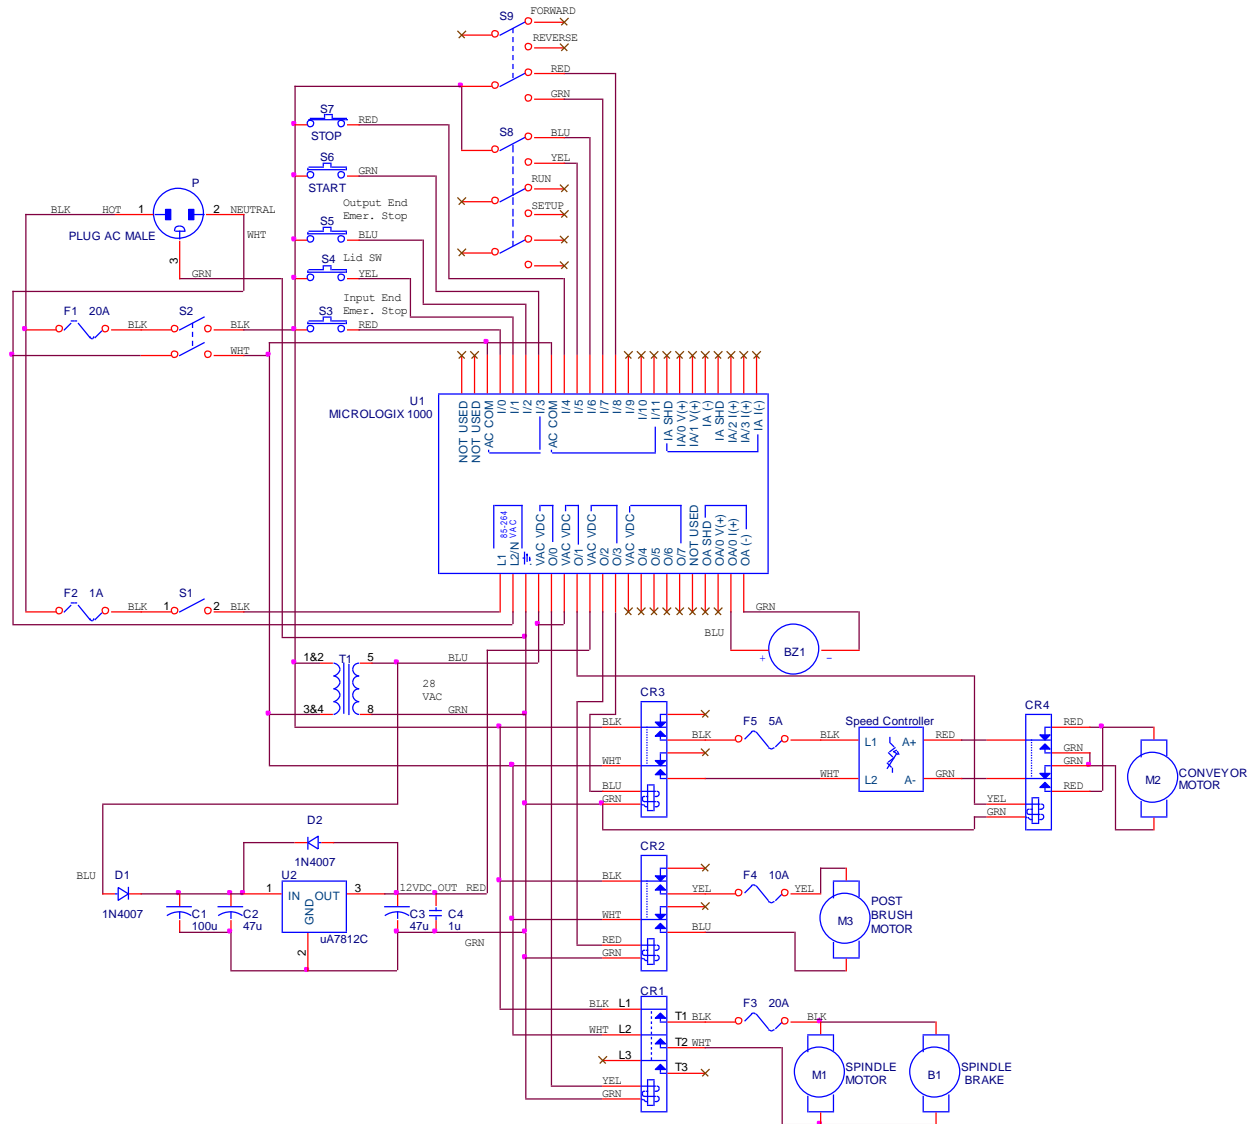 S9
FORWARD
REVERSE
RED
GRN
S7
RED
STOP
S8
BLU
YEL
S6
GRN
START
RUN
SETUP
P
BLK
HOT
1
2
NEUTRAL
WHT
PLUG AC MALE
3
GRN
Output End
Emer. Stop
S5
BLU
S4
Lid SW
YEL
Input End
Emer. Stop
S3
RED
F1 20A
BLK
S2
BLK
WHT
U1
MICROLOGIX 1000
NOT USED
NOT USED
AC COM
I/0
I/1
I/2
I/3
AC COM
I/4
I/5
I/6
I/7
I/8
I/9
I/10
I/11
IA SHD
IA/0 V(+)
IA/1 V(+)
IA (-)
IA SHD
IA/2 I(+)
IA/3 I(+)
IA I(-)
85-264
VAC
L1
L2/N
VAC VDC
O/0
VAC VDC
O/1
VAC VDC
O/2
O/3
VAC VDC
O/4
O/5
O/6
O/7
NOT USED
OA SHD
OA/0 V(+)
OA/0 I(+)
OA (-)
F2 1A
BLK
1
S1
2
BLK
GRN
BLU
BZ1
+
-
1&2
T1
5
BLU
28
VAC
3&4
8
GRN
CR3
BLK
BLK
F5 5A
BLK
WHT
WHT
BLU
GRN
Speed Controller
L1
A+
L2
A-
RED
GRN
CR4
RED
GRN
GRN
RED
YEL
GRN
M2
CONVEYOR
MOTOR
D2
1N4007
BLU
D1
1N4007
U2
1
IN
OUT
3
GND
2
uA7812C
12VDC OUT
RED
C1
100u
C2
47u
C3
47u
C4
1u
GRN
CR2
BLK
YEL
F4 10A
YEL
WHT
BLU
RED
GRN
M3
POST
BRUSH
MOTOR
CR1
BLK
L1
T1
BLK
F3 20A
BLK
WHT
L2
T2
WHT
L3
T3
YEL
GRN
M1
SPINDLE
MOTOR
B1
SPINDLE
BRAKE